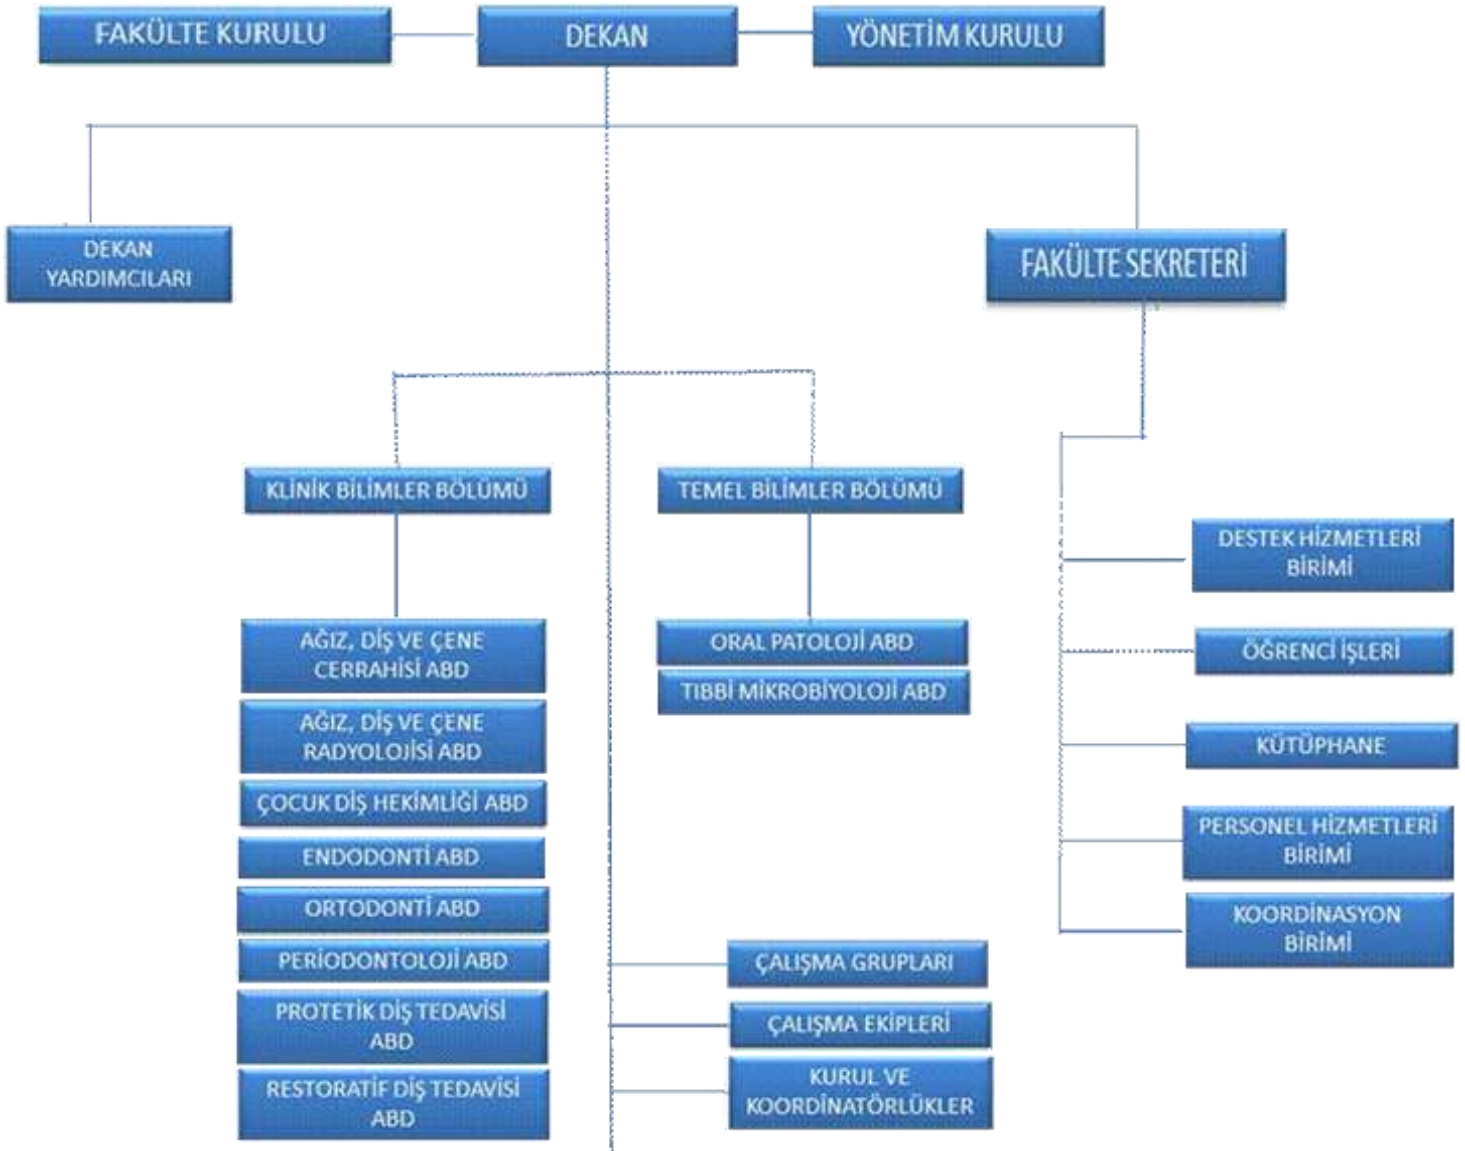 FAKÜLTE KURULU
DEKAN
YÖNETİM KURULU
DEKAN
YARDIMCILARI
FAKÜLTE SEKRETERİ
KLİNİK BİLİMLER BÖLÜMÜ
TEMEL BİLİMLER BÖLÜMÜ
AĞIZ, DİŞ VE ÇENE
CERRAHİSİ ABD
AĞIZ, DİŞ VE ÇENE
RADYOLOJİSİ ABD
ÇOCUK DİŞ HEKİMLİĞİ ABD
ENDODONTİ ABD
ORTODONTİ ABD
PERİODONTOLOJİ ABD
PROTETİK DİŞ TEDAVİSİ
ABD
RESTORATİF DİŞ TEDAVİSİ
ABD
ORAL PATOLOJİ ABD
TIBBİ MİKROBİYOLOJİ ABD
ÇALIŞMA GRUPLARI
ÇALIŞMA EKİPLERİ
KURUL VE
KOORDİNATÖRLÜKLER
DESTEK HİZMETLERİ
BİRİMİ
ÖĞRENCİ İŞLERİ
KÜTÜPHANE
PERSONEL HİZMETLERİ
BİRİMİ
KOORDİNASYON
BİRİMİ